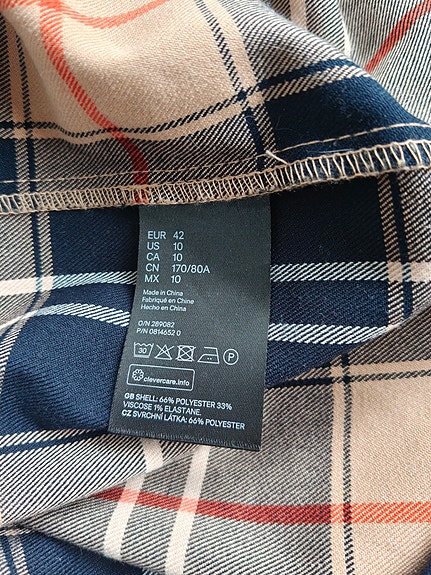 EUR 42
US 10
CA 10
CN 170/80A
MX 10
Made in China
Fabriqué en Chine
Hecho en China
O/N 289082
P/N 0814652 0
30 P
clevercare.info
GB SHELL: 66% POLYESTER 33%
VISCOSE 1% ELASTANE.
CZ SVRCHNÍ LÁTKA: 66% POLYESTER